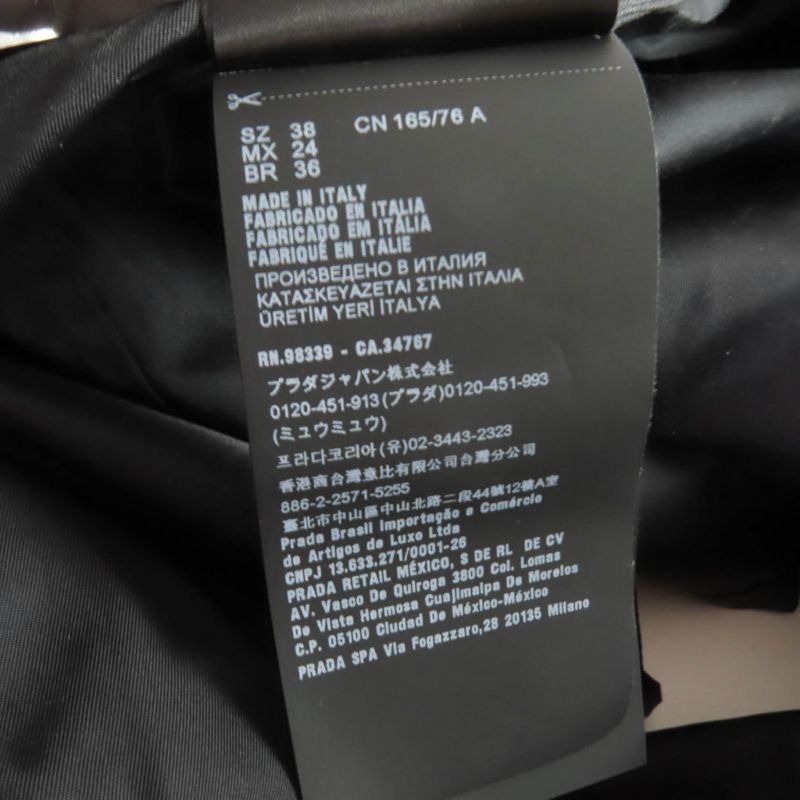 SZ 38 CN 165/76 A
MX 24
BR 36
MADE IN ITALY
FABRICADO EN ITALIA
FABRICADO EM ITÁLIA
FABRIQUÉ EN ITALIE
ПРОИЗВЕДЕНО В ИТАЛИЯ
ΚΑΤΑΣΚΕΥΑΖΕΤΑΙ ΣΤΗΝ ΙΤΑΛΙΑ
ÜRETİM YERİ İTALYA
RN.98339 - CA.34767
プラダジャパン株式会社
0120-451-913(プラダ)0120-451-993
(ミュウミュウ)
프라다코리아(유)02-3443-2323
香港商台灣壹比有限公司台灣分公司
886-2-2571-5255
臺北市中山區中山北路二段44號12樓A室
Prada Brasil Importação e Comércio
de Artigos de Luxo Ltda
CNPJ 13.633.271/0001-26
PRADA RETAIL MÉXICO, S DE RL DE CV
AV. Vasco De Quiroga 3800 Col. Lomas
De Vista Hermosa Cuajimalpa De Morelos
C.P. 05100 Ciudad De México-México
PRADA SPA Via Fogazzaro,28 20135 Milano